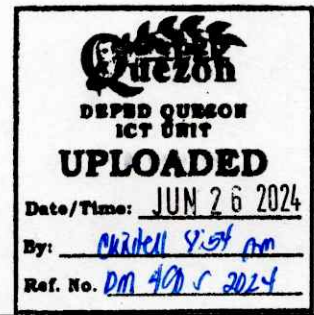 Quezon
DEPED QUEZON
ICT UNIT
UPLOADED
Date/Time: JUN 26 2024
By: pm
Ref. No. DM 2024